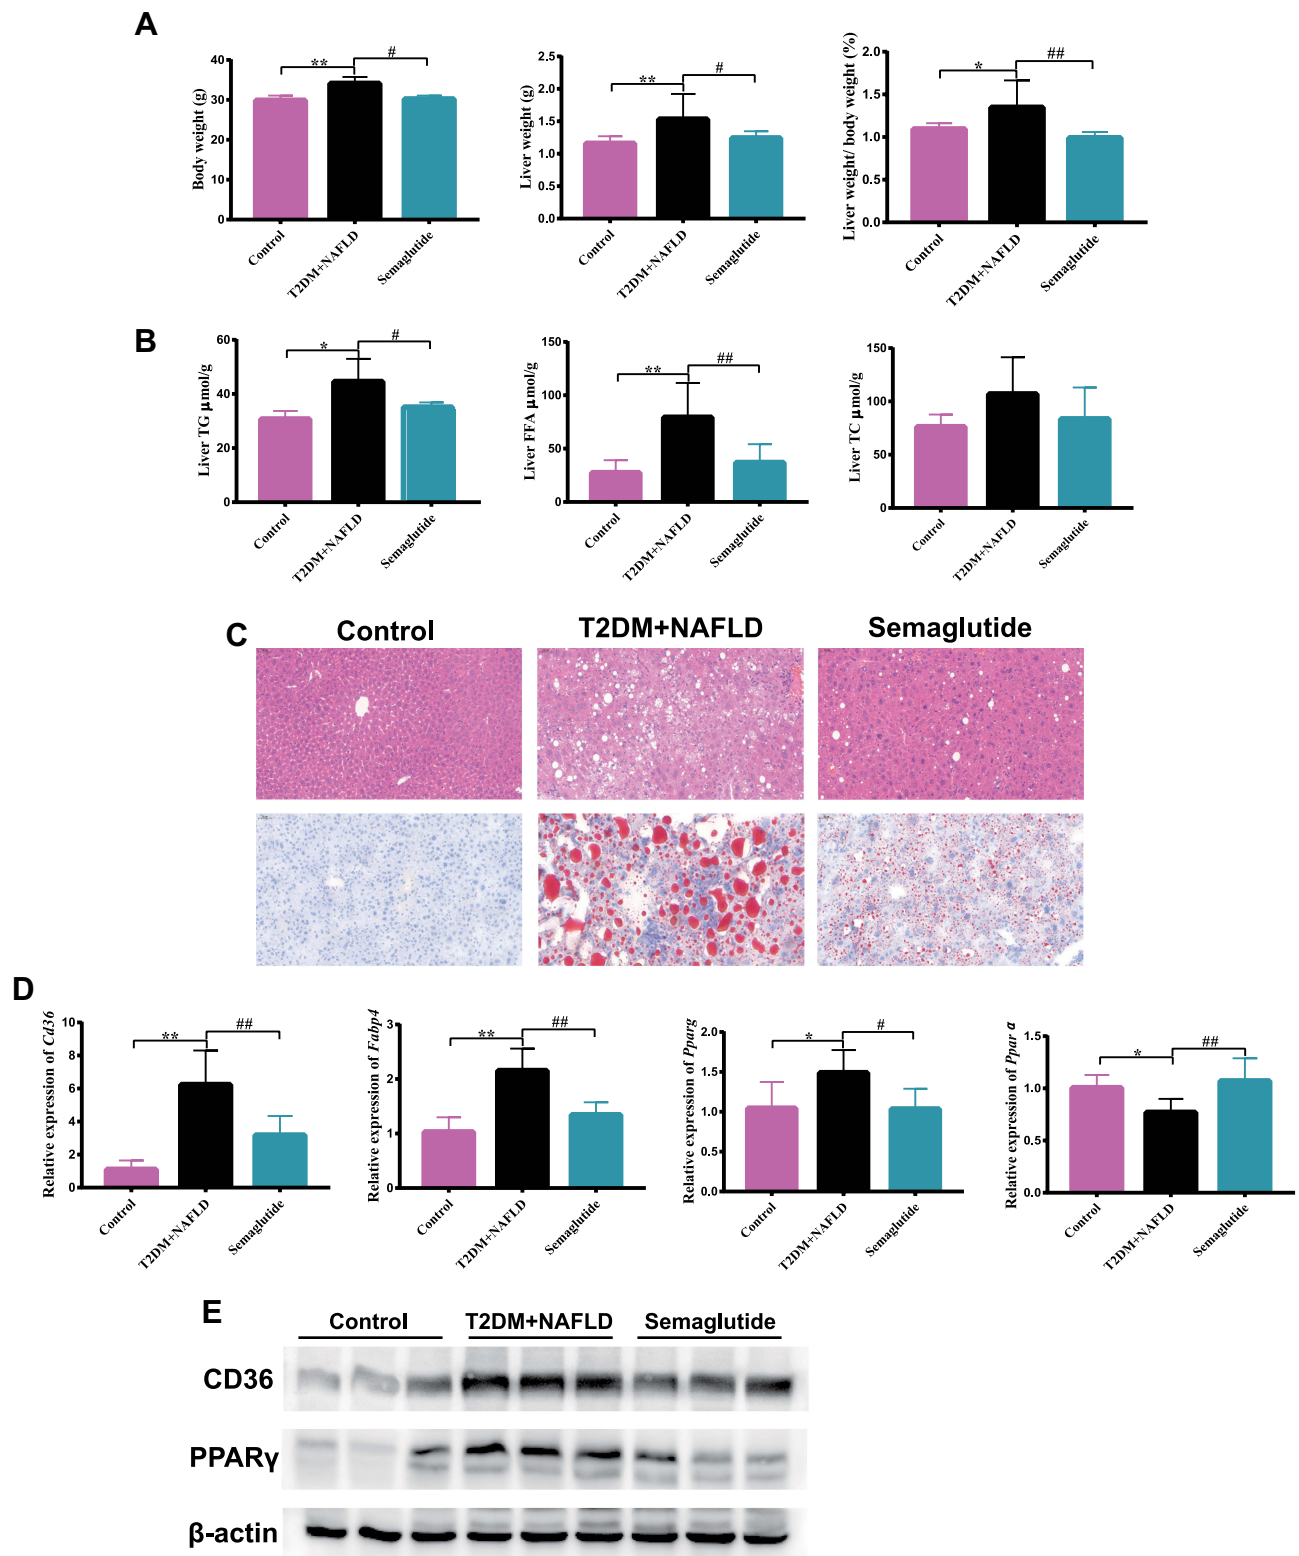 A
Body weight (g)
40
30
20
10
0
**
#
Control
T2DM+NAFLD
Semaglutide
Liver weight (g)
2.5
2.0
1.5
1.0
0.5
0.0
**
#
Control
T2DM+NAFLD
Semaglutide
Liver weight/ body weight (%)
2.0
1.5
1.0
0.5
0.0
*
##
Control
T2DM+NAFLD
Semaglutide
B
Liver TG μmol/g
60
40
20
0
*
#
Control
T2DM+NAFLD
Semaglutide
Liver FFA μmol/g
150
100
50
0
**
##
Control
T2DM+NAFLD
Semaglutide
Liver TC μmol/g
150
100
50
0
Control
T2DM+NAFLD
Semaglutide
C
Control
T2DM+NAFLD
Semaglutide
D
Relative expression of Cd36
10
8
6
4
2
0
**
##
Control
T2DM+NAFLD
Semaglutide
Relative expression of Fabp4
3
2
1
0
**
##
Control
T2DM+NAFLD
Semaglutide
Relative expression of Pparg
2.0
1.5
1.0
0.5
0.0
*
#
Control
T2DM+NAFLD
Semaglutide
Relative expression of Ppar α
1.5
1.0
0.5
0.0
*
##
Control
T2DM+NAFLD
Semaglutide
E
Control
T2DM+NAFLD
Semaglutide
CD36
PPARγ
β-actin